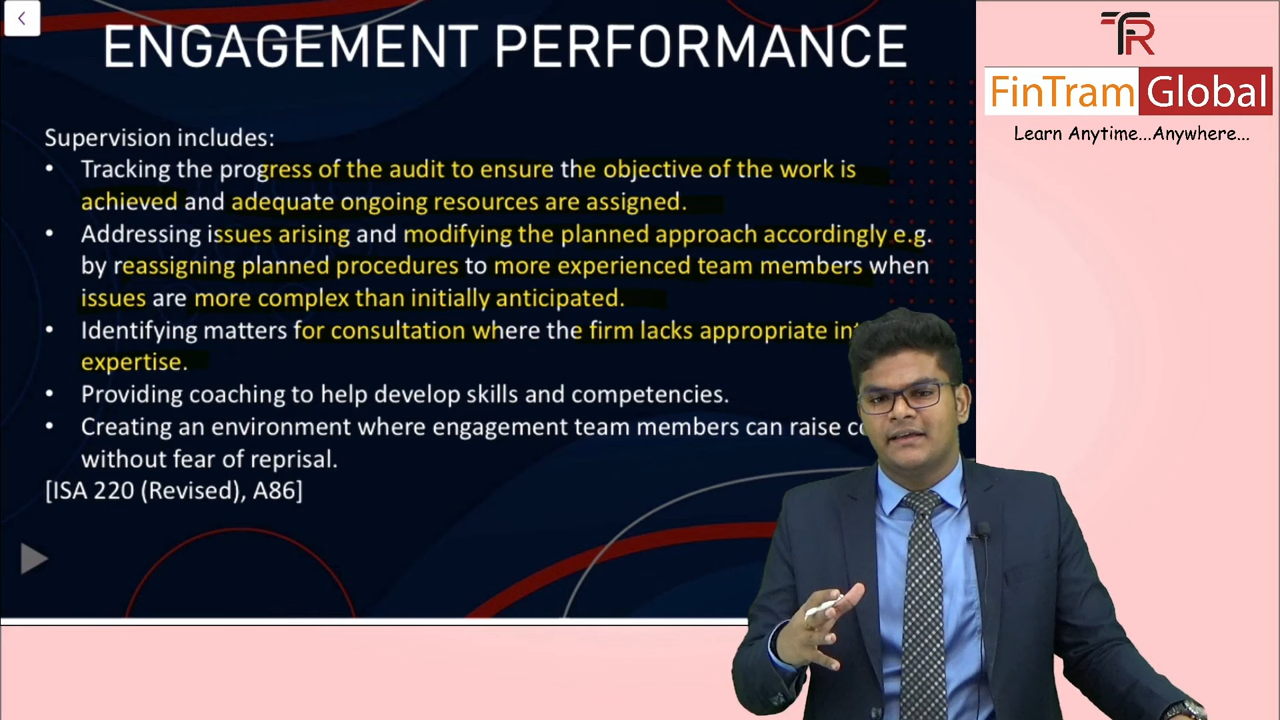 ENGAGEMENT PERFORMANCE
Supervision includes:
• Tracking the progress of the audit to ensure the objective of the work is
achieved and adequate ongoing resources are assigned.
• Addressing issues arising and modifying the planned approach accordingly e.g.
by reassigning planned procedures to more experienced team members when
issues are more complex than initially anticipated.
• Identifying matters for consultation where the firm lacks appropriate
expertise.
• Providing coaching to help develop skills and competencies.
• Creating an environment where engagement team members can raise
without fear of reprisal.
[ISA 220 (Revised), A86]
FinTram Global
Learn Anytime...Anywhere...